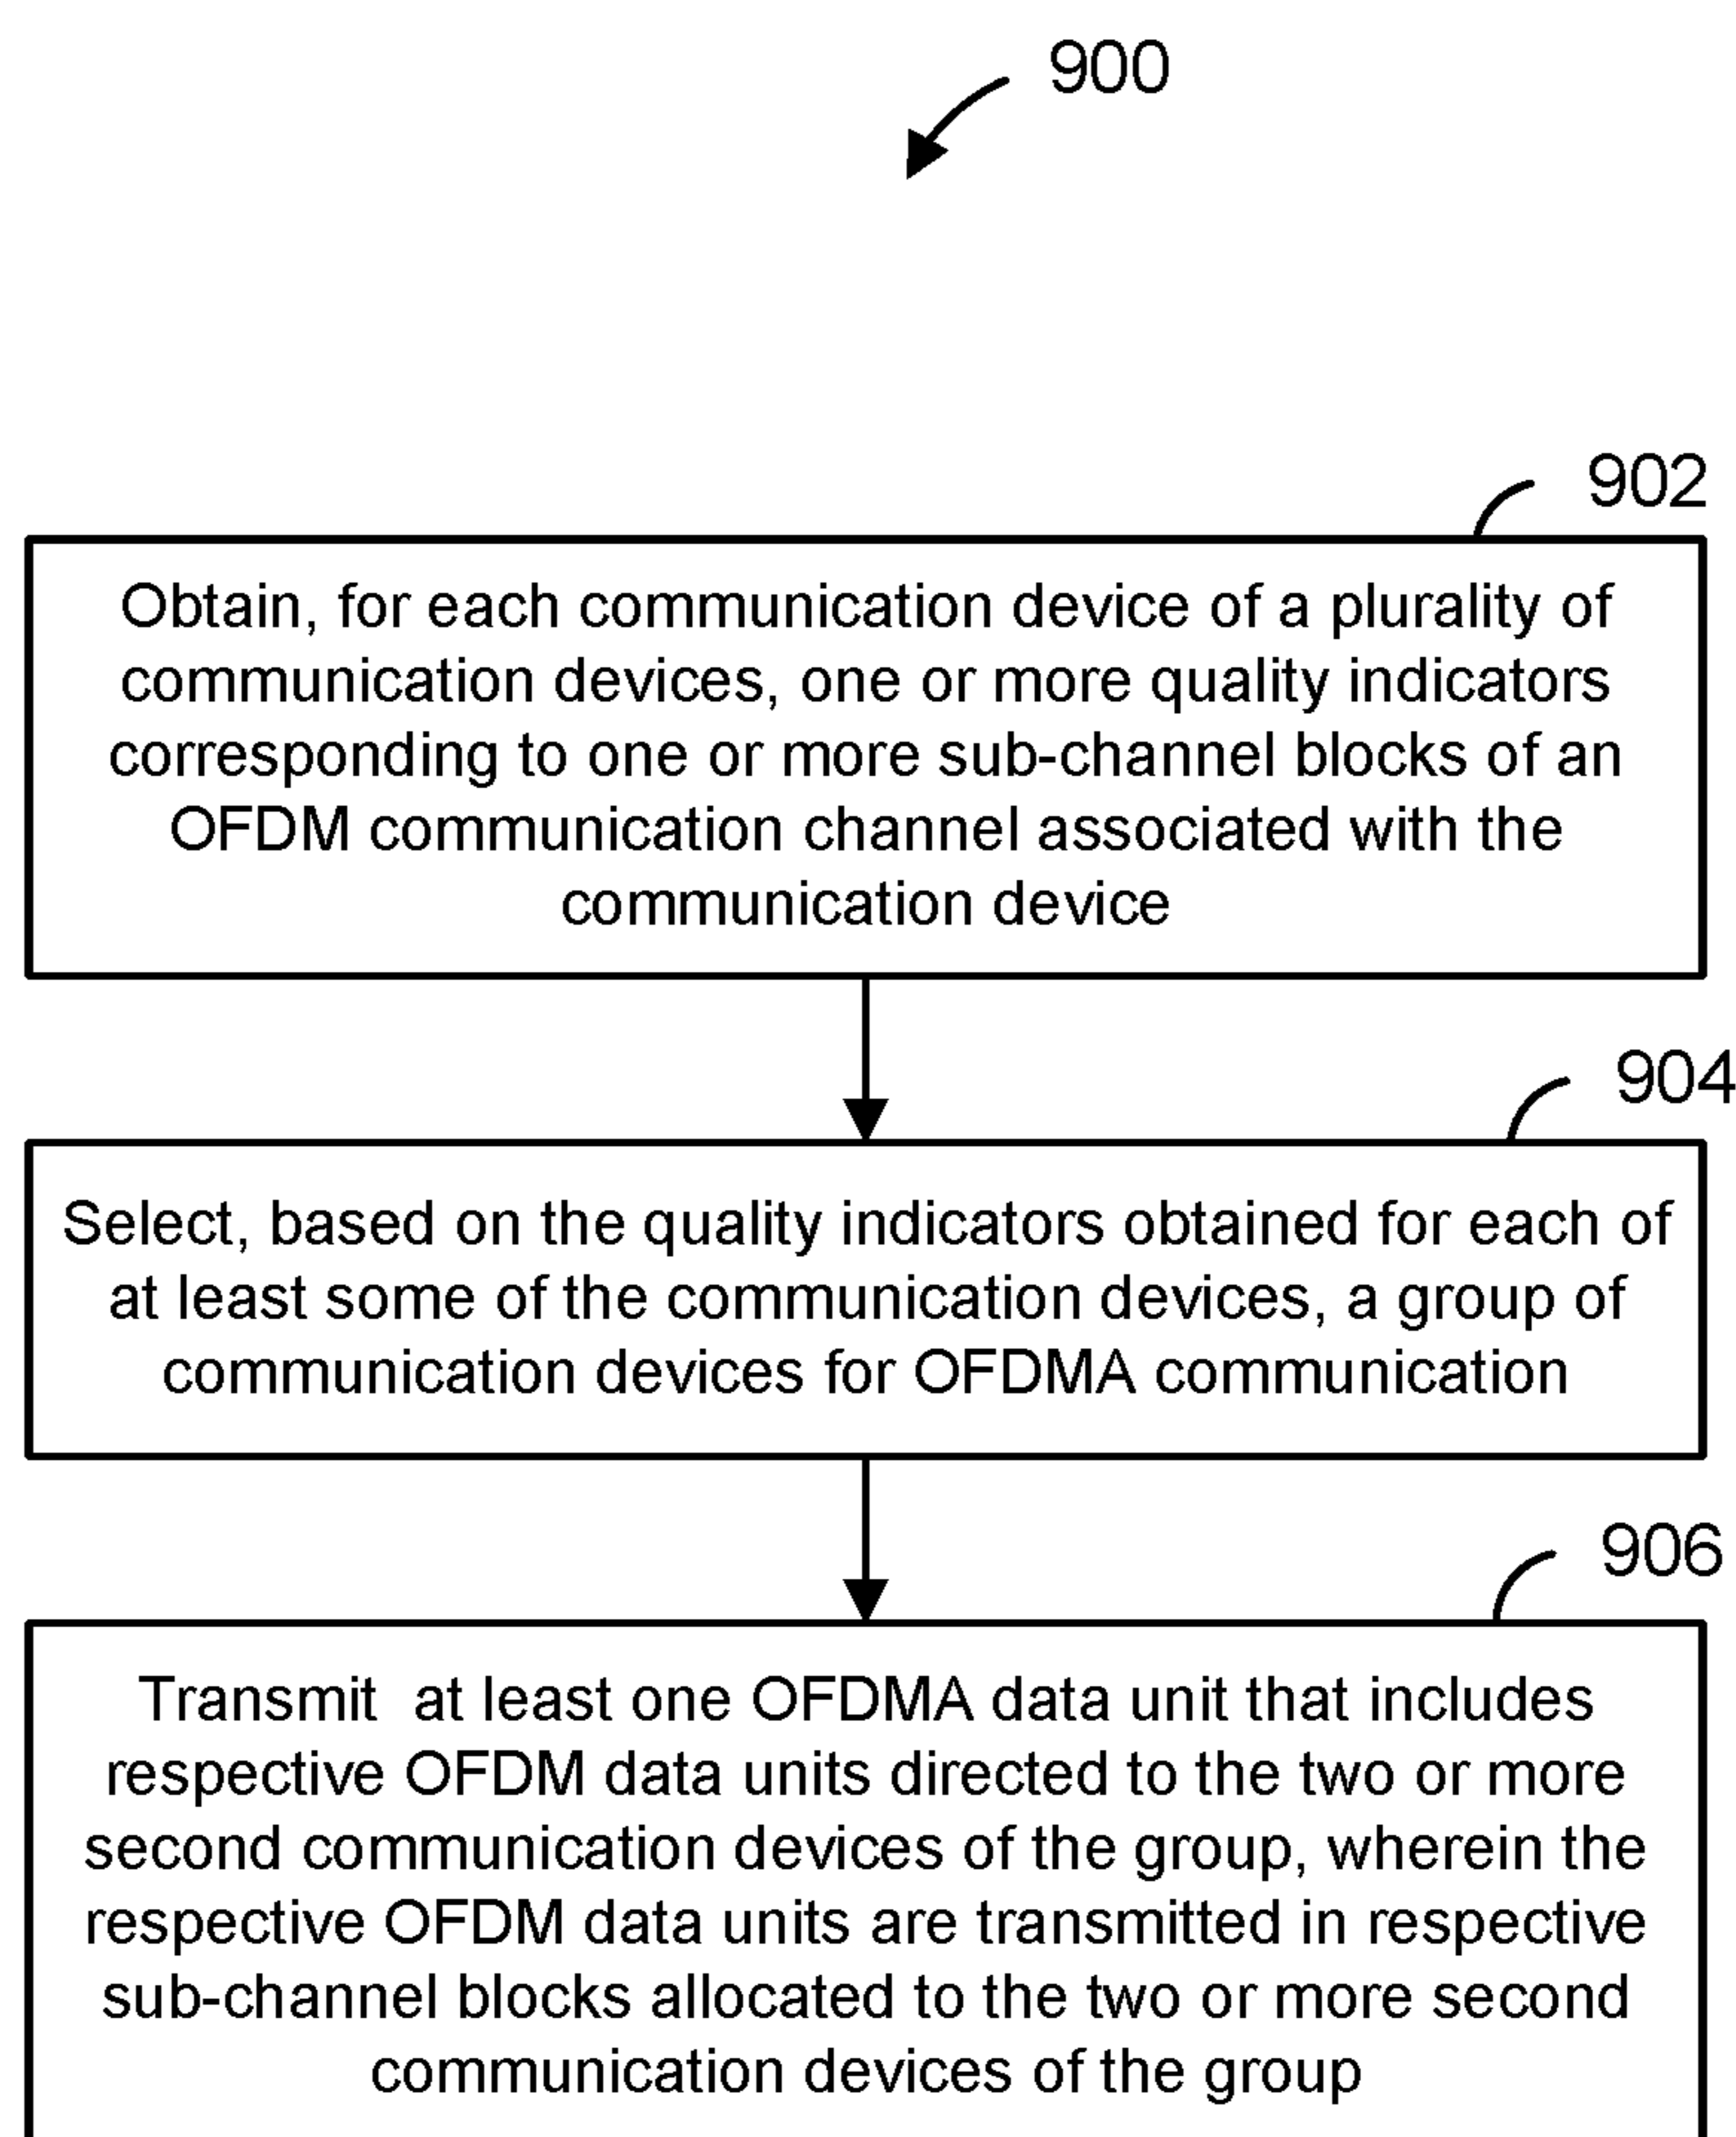 900
902
Obtain, for each communication device of a plurality of
communication devices, one or more quality indicators
corresponding to one or more sub-channel blocks of an
OFDM communication channel associated with the
communication device
904
Select, based on the quality indicators obtained for each of
at least some of the communication devices, a group of
communication devices for OFDMA communication
906
Transmit at least one OFDMA data unit that includes
respective OFDM data units directed to the two or more
second communication devices of the group, wherein the
respective OFDM data units are transmitted in respective
sub-channel blocks allocated to the two or more second
communication devices of the group